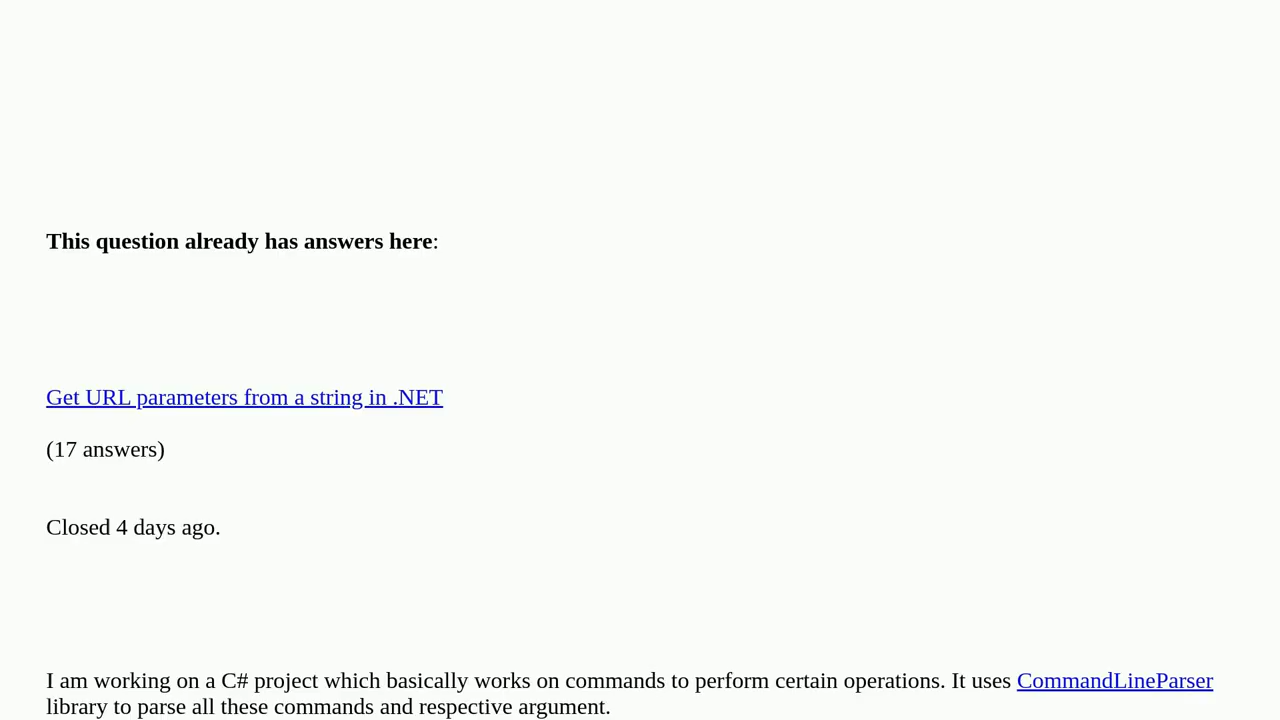 This question already has answers here:
Get URL parameters from a string in .NET
(17 answers)
Closed 4 days ago.
I am working on a C# project which basically works on commands to perform certain operations. It uses CommandLineParser
library to parse all these commands and respective argument.